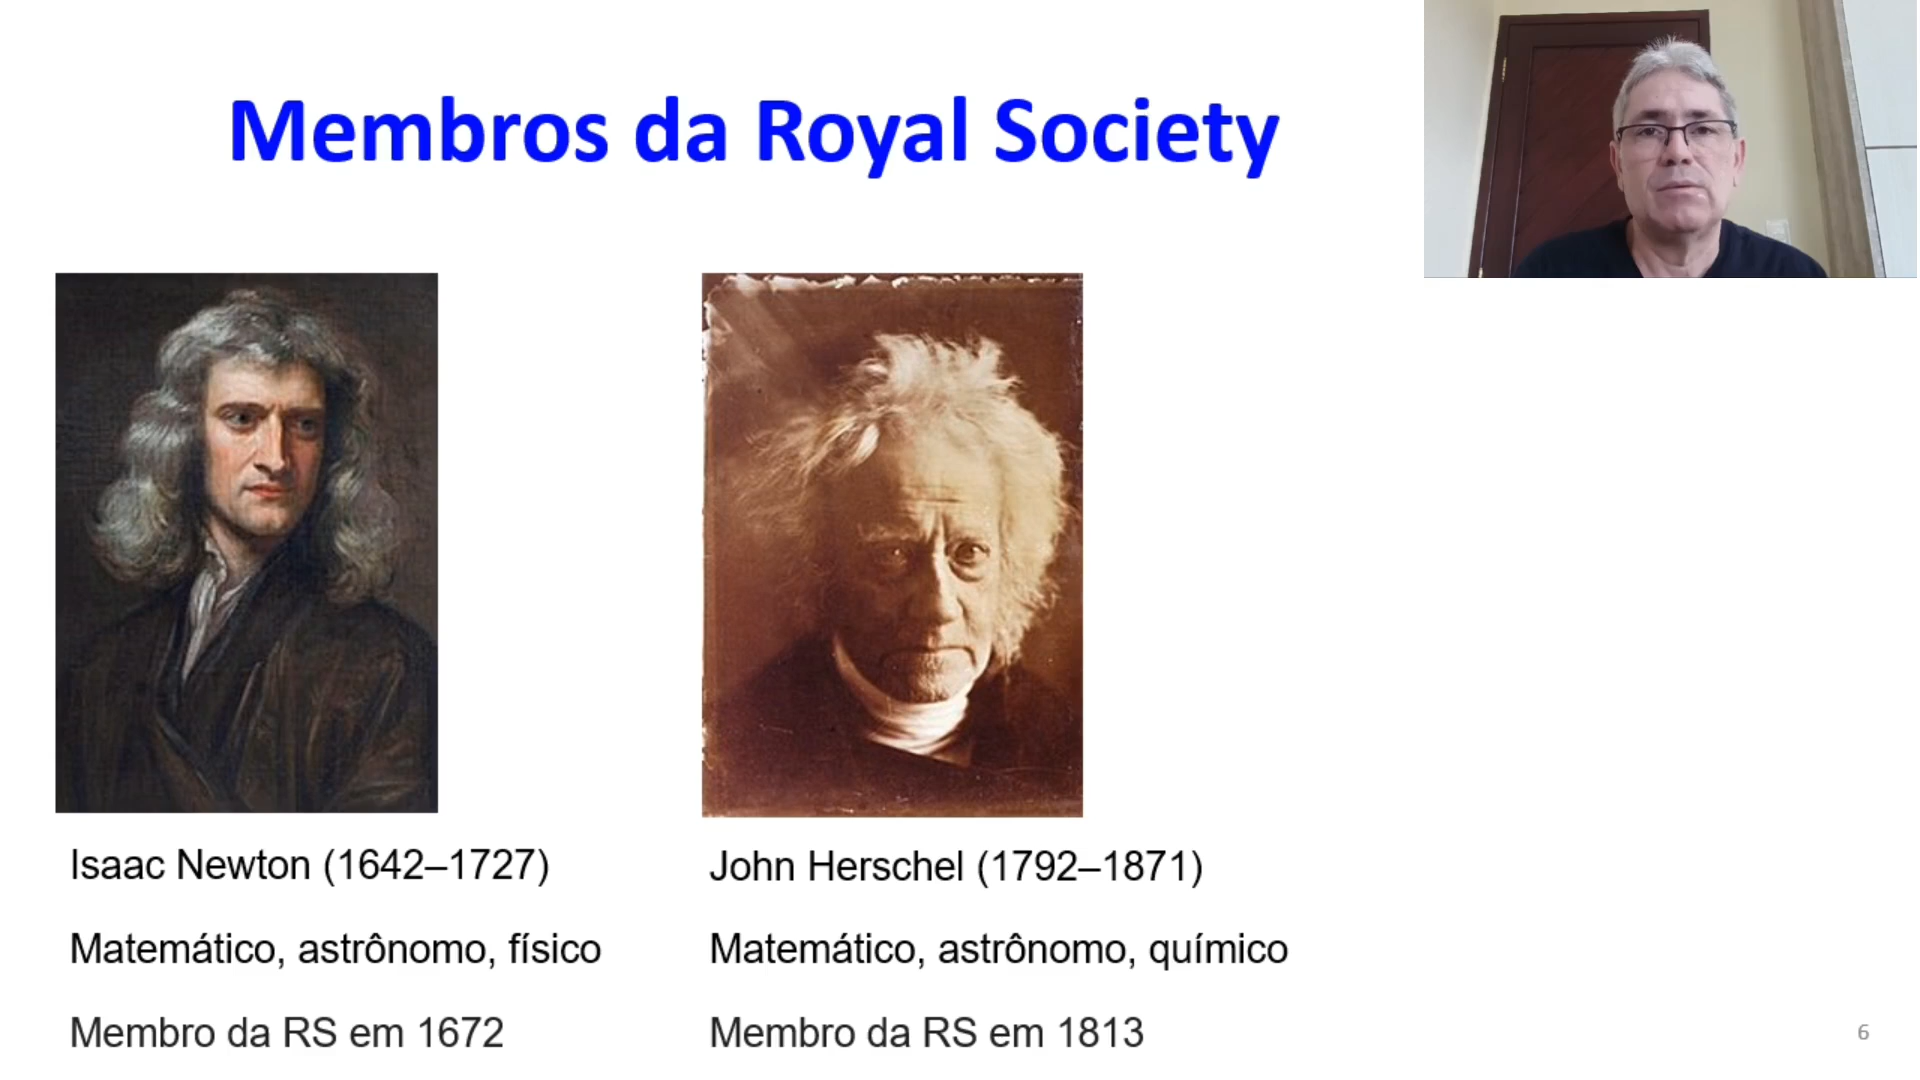 Membros da Royal Society
Isaac Newton (1642–1727)
Matemático, astrônomo, físico
Membro da RS em 1672
John Herschel (1792–1871)
Matemático, astrônomo, químico
Membro da RS em 1813
6